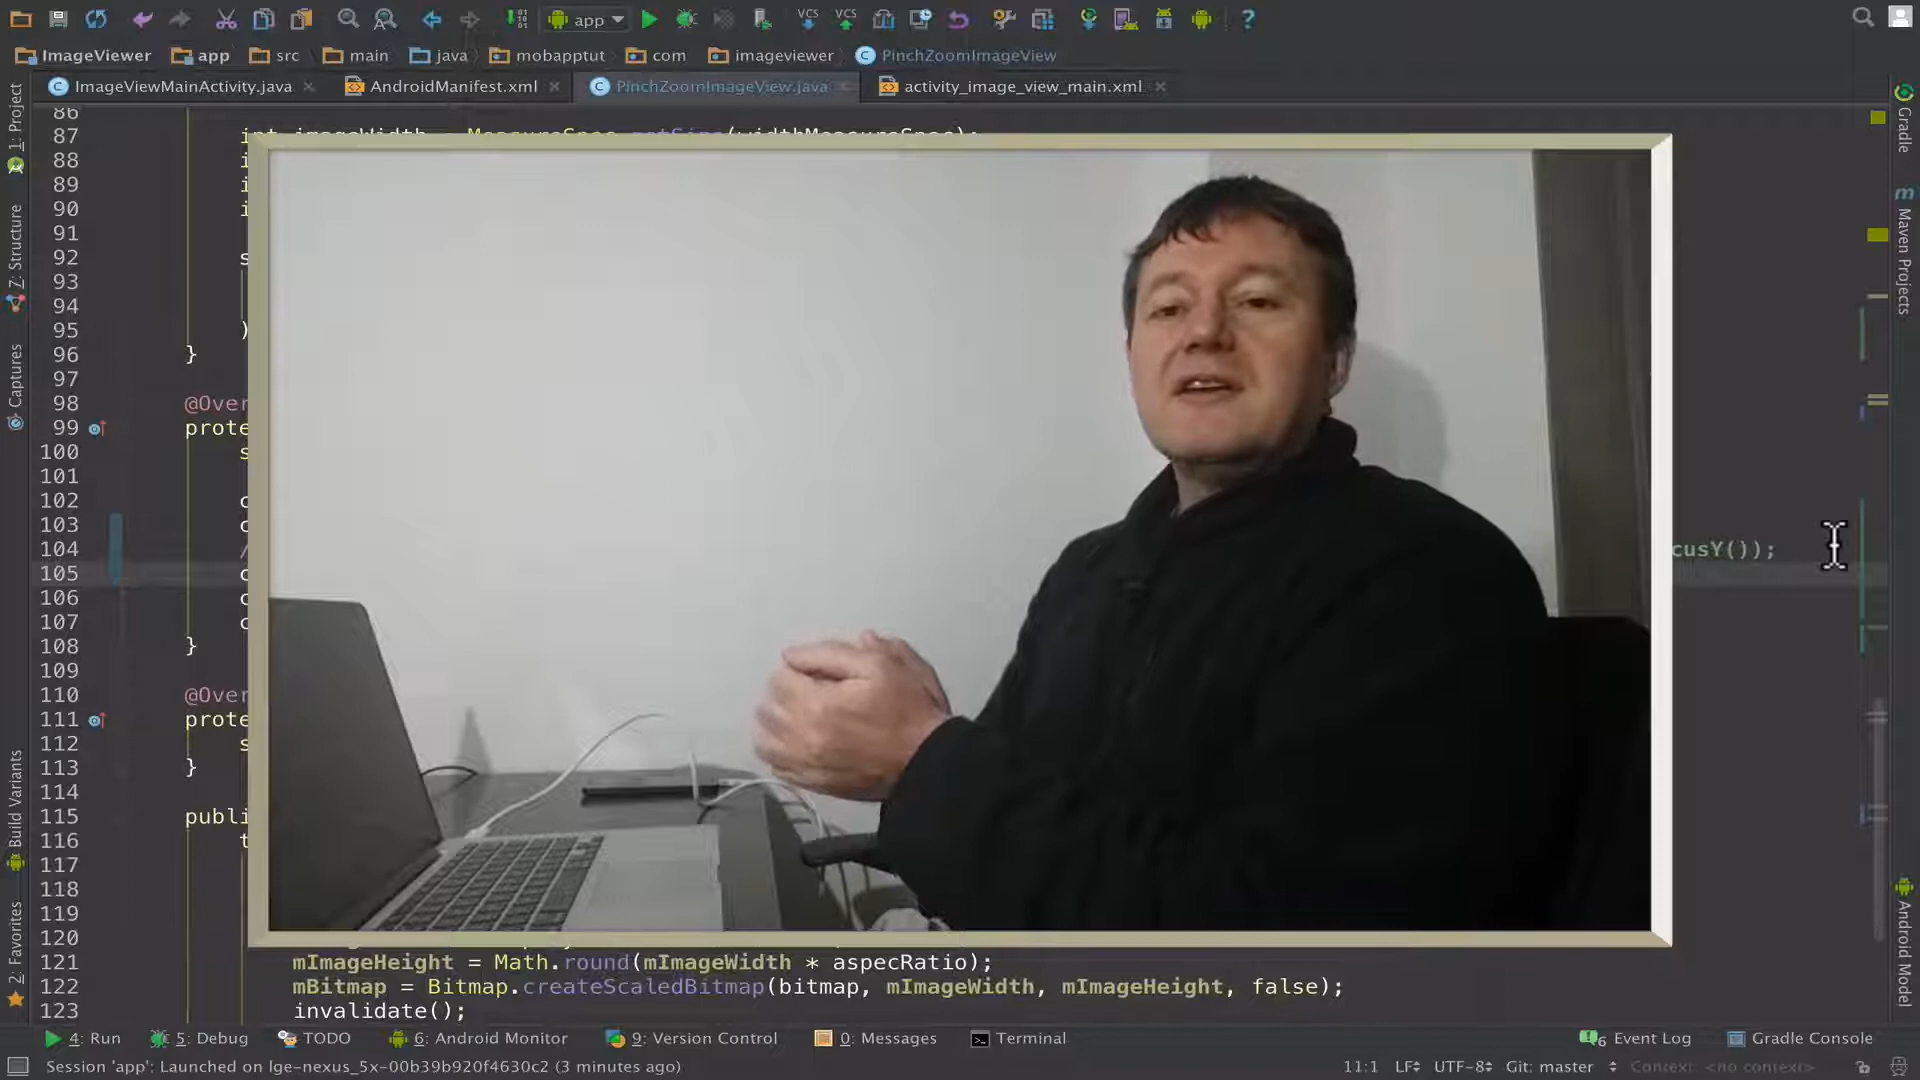 app
ImageViewer app src main java mobapptut com imageviewer PinchZoomImageView
ImageViewMainActivity.java AndroidManifest.xml PinchZoomImageView.java activity_image_view_main.xml
1: Project
Z: Structure
Captures
Build Variants
2: Favorites
Gradle
Maven Projects
Android Model
86
87
88
89
90 i
91
92 s
93
94
95 )
96 }
97
98 @Over
99 prote
100 s
101
102 c
103 c
104 / cusY());
105 c
106 c
107 c
108 }
109
110 @Over
111 prote
112 s
113 }
114
115 publi
116 t
117
118
119
120
121 mImageHeight = Math.round(mImageWidth * aspecRatio);
122 mBitmap = Bitmap.createScaledBitmap(bitmap, mImageWidth, mImageHeight, false);
123 invalidate();
4: Run 5: Debug TODO 6: Android Monitor 9: Version Control 0: Messages Terminal 6 Event Log Gradle Console
Session 'app': Launched on lge-nexus_5x-00b39b920f4630c2 (3 minutes ago) 11:1 LF UTF-8 Git: master Context: <no context>